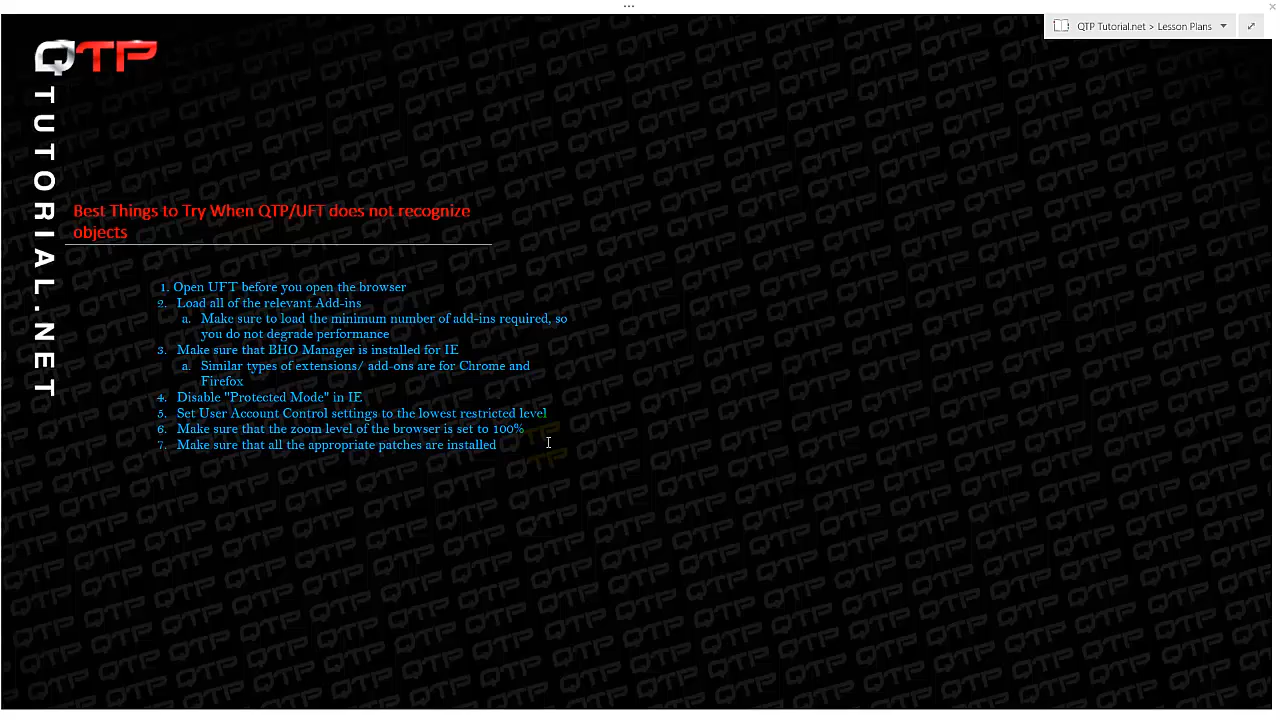 ...
QTP Tutorial.net > Lesson Plans
QTP
TUTORIAL.NET
Best Things to Try When QTP/UFT does not recognize
objects
1. Open UFT before you open the browser
2. Load all of the relevant Add-ins
a. Make sure to load the minimum number of add-ins required, so
you do not degrade performance
3. Make sure that BHO Manager is installed for IE
a. Similar types of extensions/ add-ons are for Chrome and
Firefox
4. Disable "Protected Mode" in IE
5. Set User Account Control settings to the lowest restricted level
6. Make sure that the zoom level of the browser is set to 100%
7. Make sure that all the appropriate patches are installed